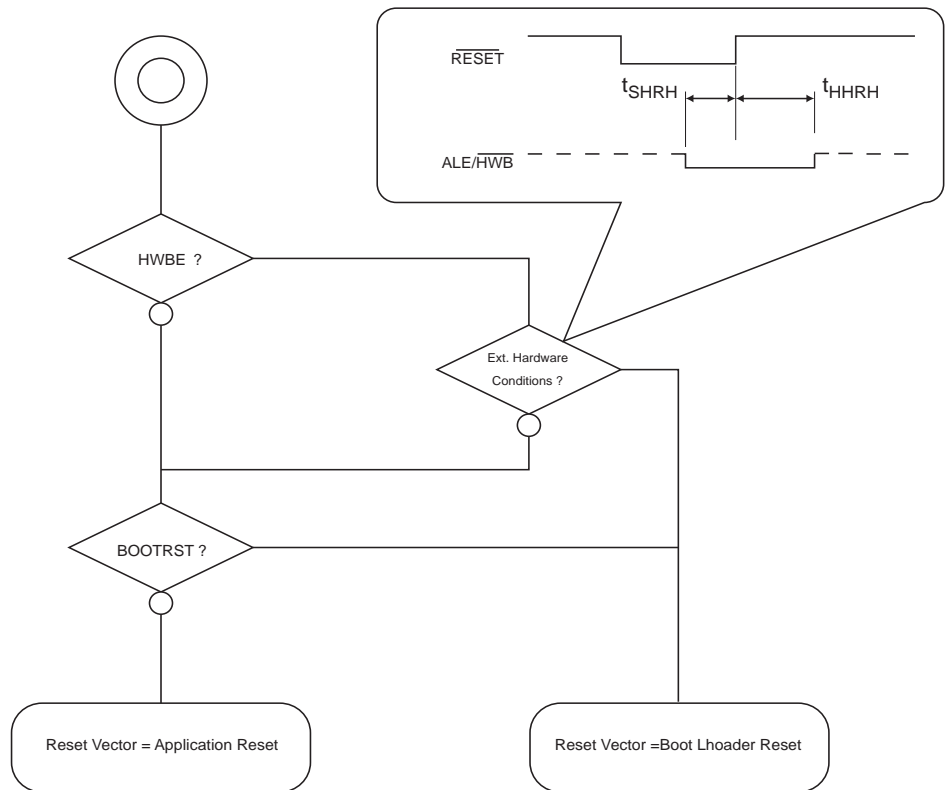 RESET
tSHRH
tHHRH
ALE/HWB
HWBE ?
Ext. Hardware
Conditions ?
BOOTRST ?
Reset Vector = Application Reset
Reset Vector =Boot Lhoader Reset